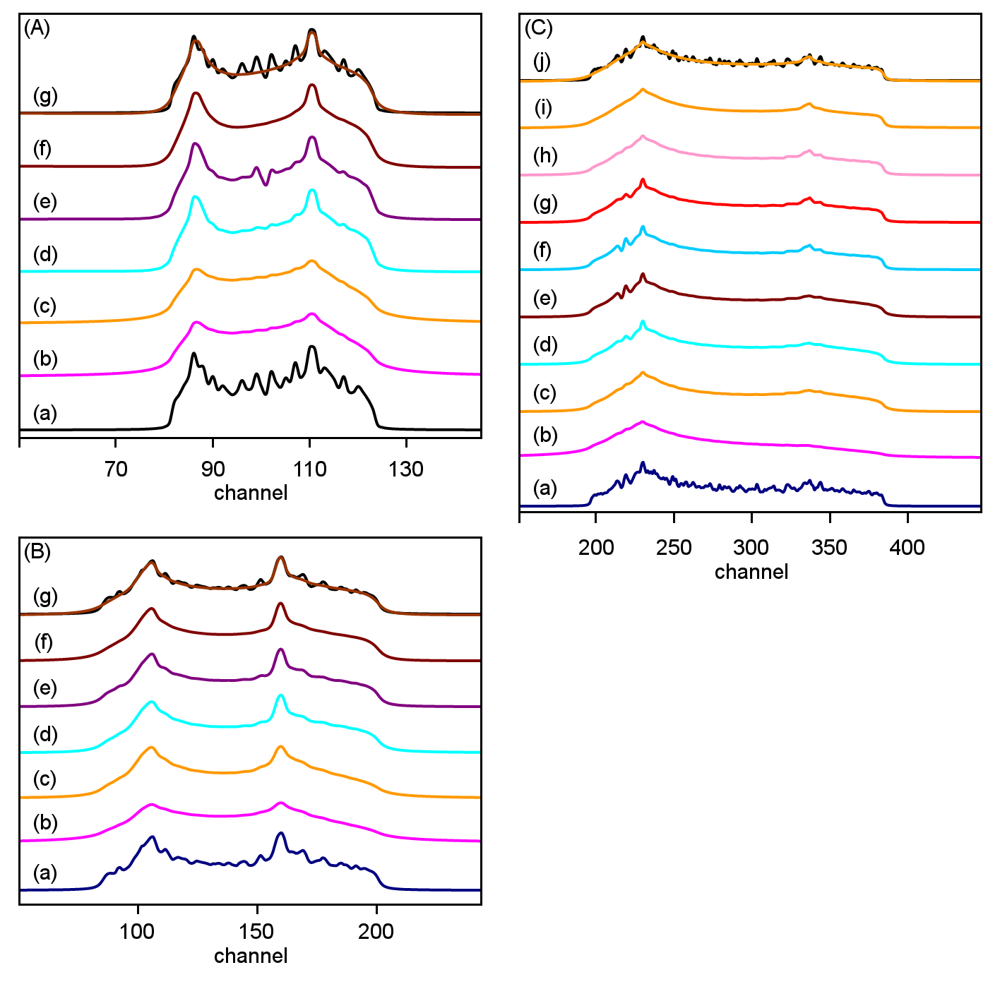 (A)
(g)
(f)
(e)
(d)
(c)
(b)
(a)
70 90 110 130
channel
(C)
(j)
(i)
(h)
(g)
(f)
(e)
(d)
(c)
(b)
(a)
200 250 300 350 400
channel
(B)
(g)
(f)
(e)
(d)
(c)
(b)
(a)
100 150 200
channel